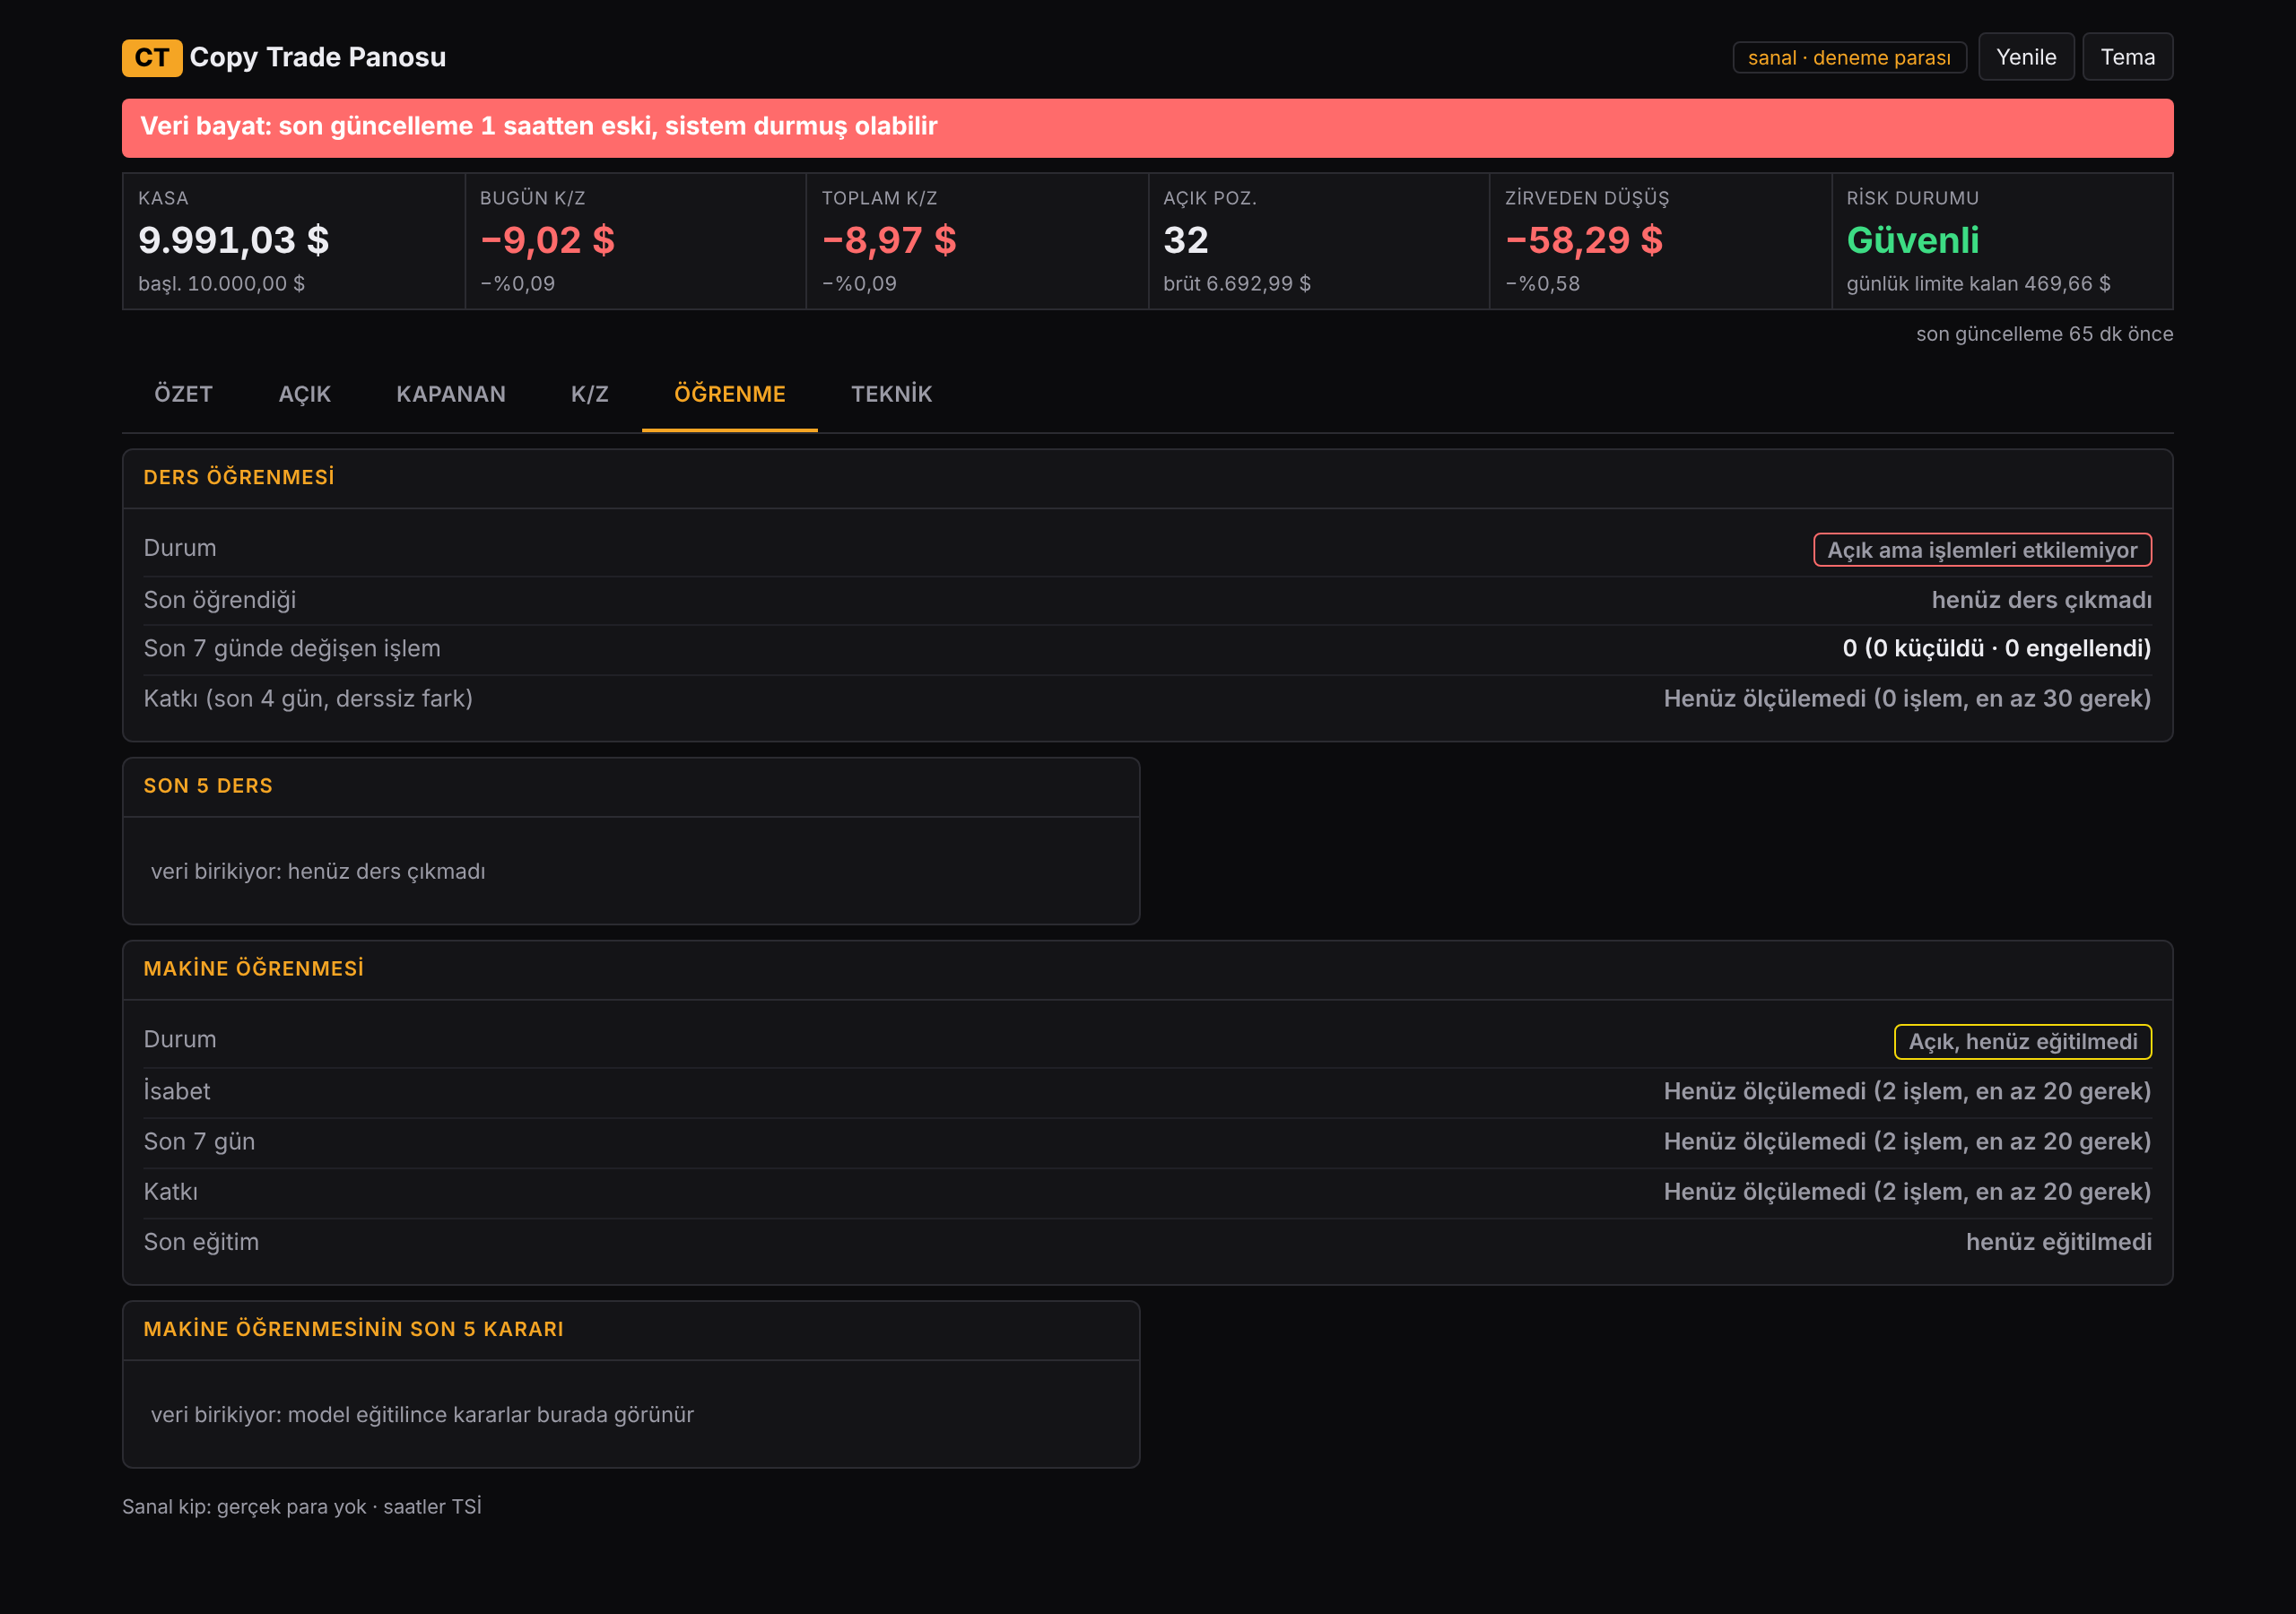 CT Copy Trade Panosu
sanal · deneme parası
Yenile
Tema
Veri bayat: son güncelleme 1 saatten eski, sistem durmuş olabilir
KASA
9.991,03 $
başl. 10.000,00 $
BUGÜN K/Z
−9,02 $
−%0,09
TOPLAM K/Z
−8,97 $
−%0,09
AÇIK POZ.
32
brüt 6.692,99 $
ZİRVEDEN DÜŞÜŞ
−58,29 $
−%0,58
RİSK DURUMU
Güvenli
günlük limite kalan 469,66 $
son güncelleme 65 dk önce
ÖZET
AÇIK
KAPANAN
K/Z
ÖĞRENME
TEKNİK
DERS ÖĞRENMESİ
Durum
Açık ama işlemleri etkilemiyor
Son öğrendiği
henüz ders çıkmadı
Son 7 günde değişen işlem
0 (0 küçüldü · 0 engellendi)
Katkı (son 4 gün, derssiz fark)
Henüz ölçülemedi (0 işlem, en az 30 gerek)
SON 5 DERS
veri birikiyor: henüz ders çıkmadı
MAKİNE ÖĞRENMESİ
Durum
Açık, henüz eğitilmedi
İsabet
Henüz ölçülemedi (2 işlem, en az 20 gerek)
Son 7 gün
Henüz ölçülemedi (2 işlem, en az 20 gerek)
Katkı
Henüz ölçülemedi (2 işlem, en az 20 gerek)
Son eğitim
henüz eğitilmedi
MAKİNE ÖĞRENMESİNİN SON 5 KARARI
veri birikiyor: model eğitilince kararlar burada görünür
Sanal kip: gerçek para yok · saatler TSİ